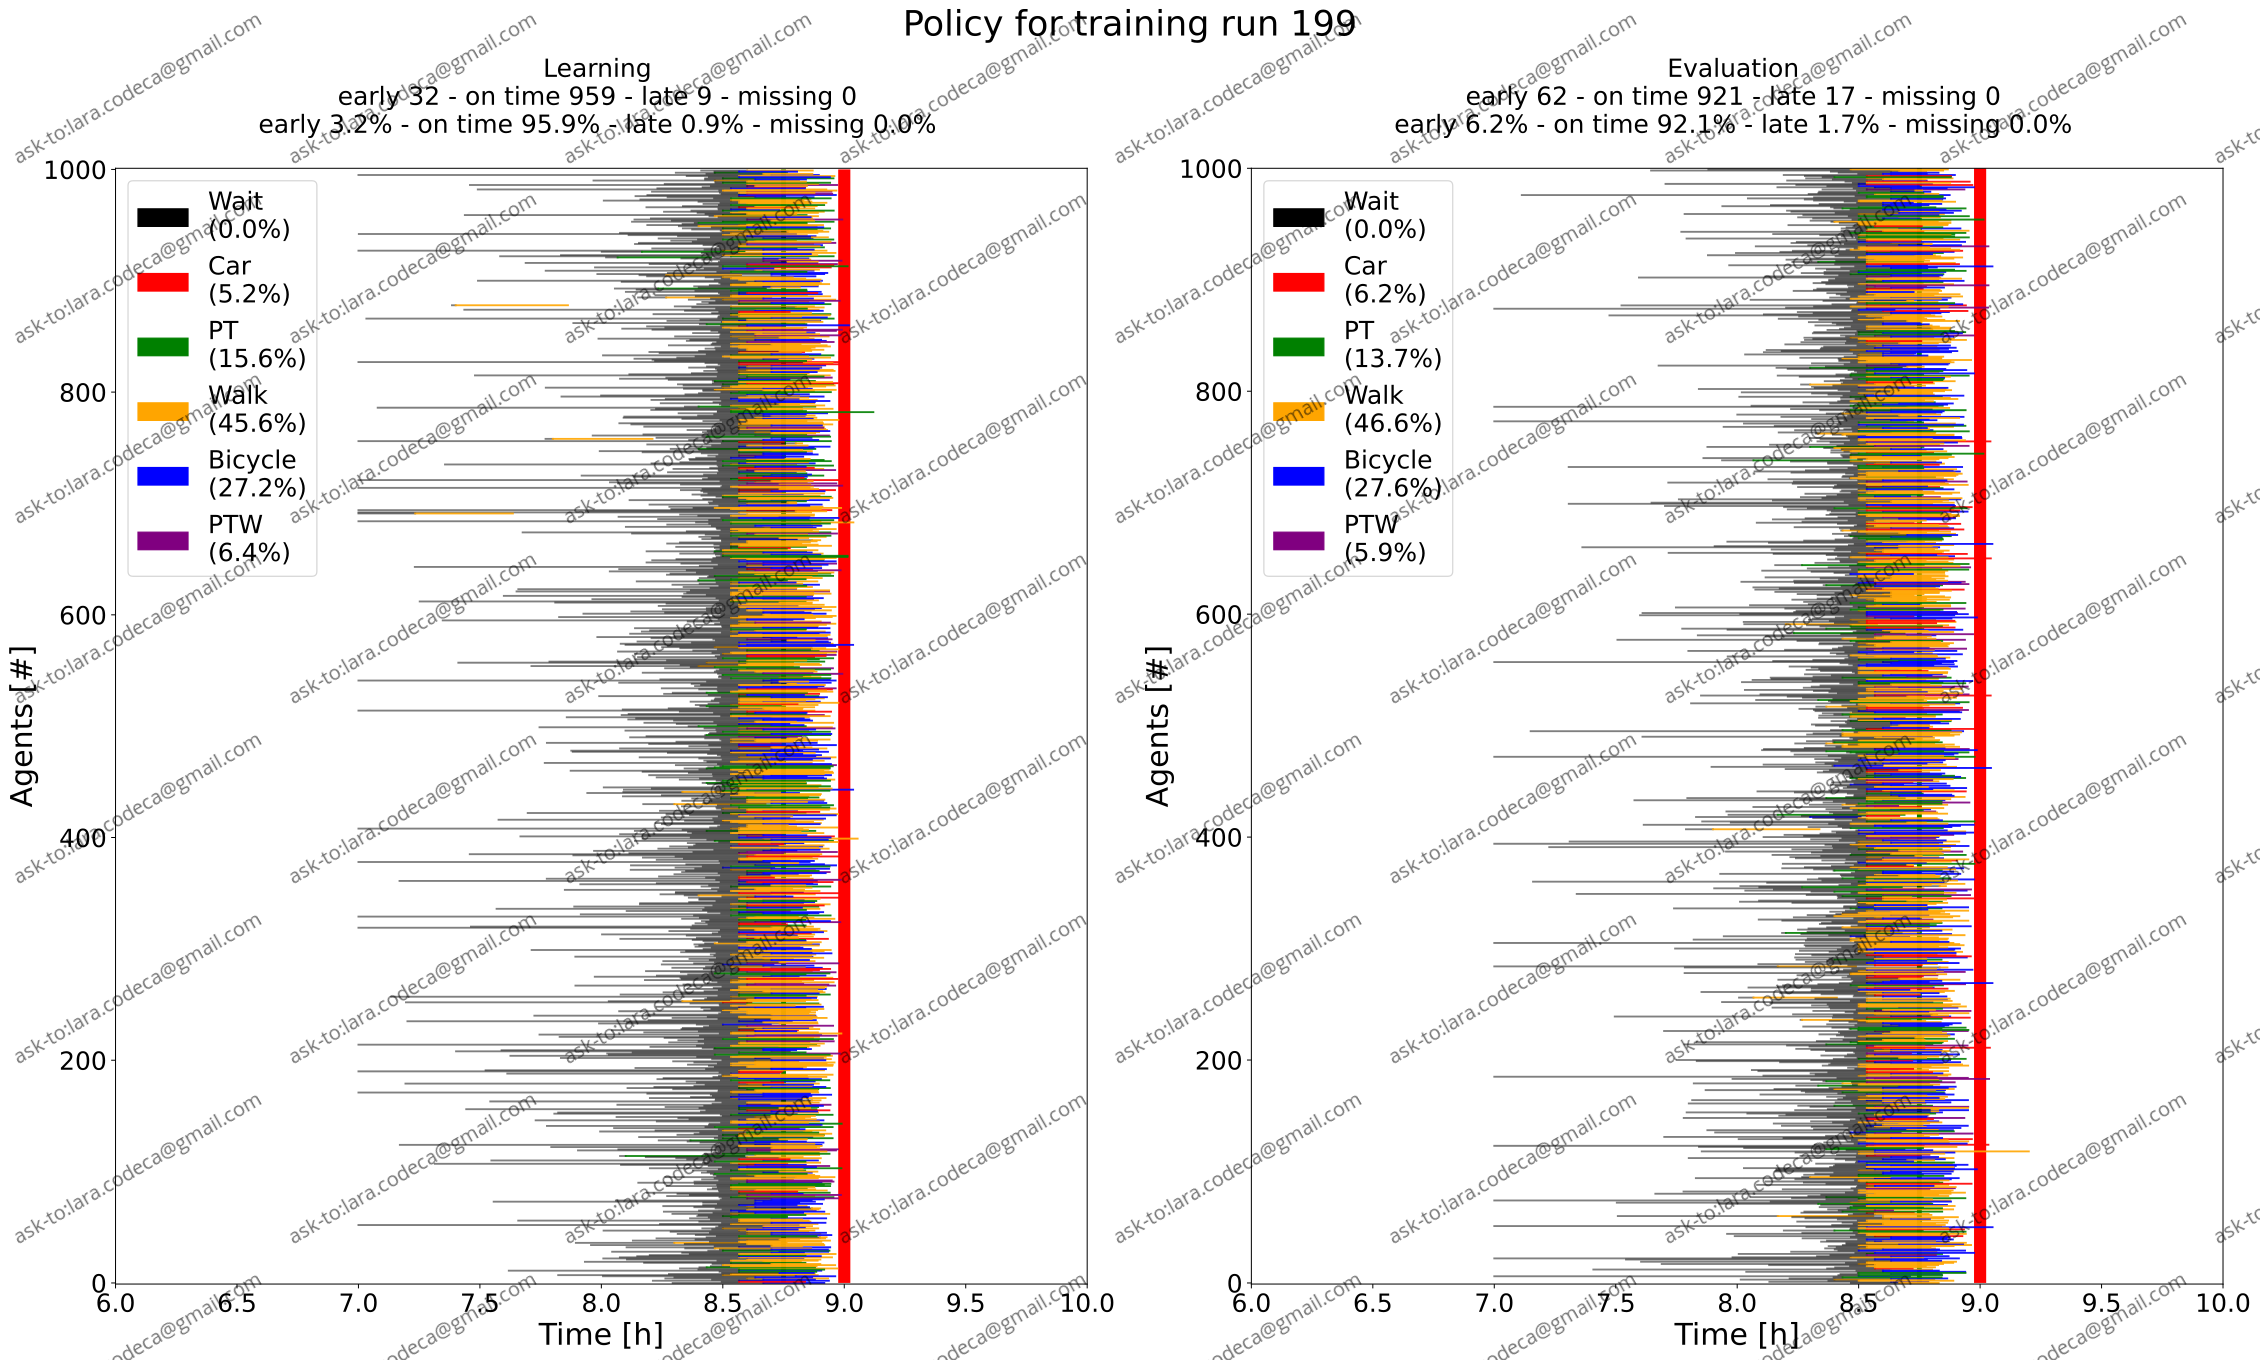 Policy for training run 199
Learning
early 32 - on time 959 - late 9 - missing 0
early 3.2% - on time 95.9% - late 0.9% - missing 0.0%
1000
800
600
400
200
0
Agents [#]
Wait
(0.0%)
Car
(5.2%)
PT
(15.6%)
Walk
(45.6%)
Bicycle
(27.2%)
PTW
(6.4%)
6.0 6.5 7.0 7.5 8.0 8.5 9.0 9.5 10.0
Time [h]
Evaluation
early 62 - on time 921 - late 17 - missing 0
early 6.2% - on time 92.1% - late 1.7% - missing 0.0%
1000
800
600
400
200
0
Agents [#]
Wait
(0.0%)
Car
(6.2%)
PT
(13.7%)
Walk
(46.6%)
Bicycle
(27.6%)
PTW
(5.9%)
6.0 6.5 7.0 7.5 8.0 8.5 9.0 9.5 10.0
Time [h]
ask-to:lara.codeca@gmail.com